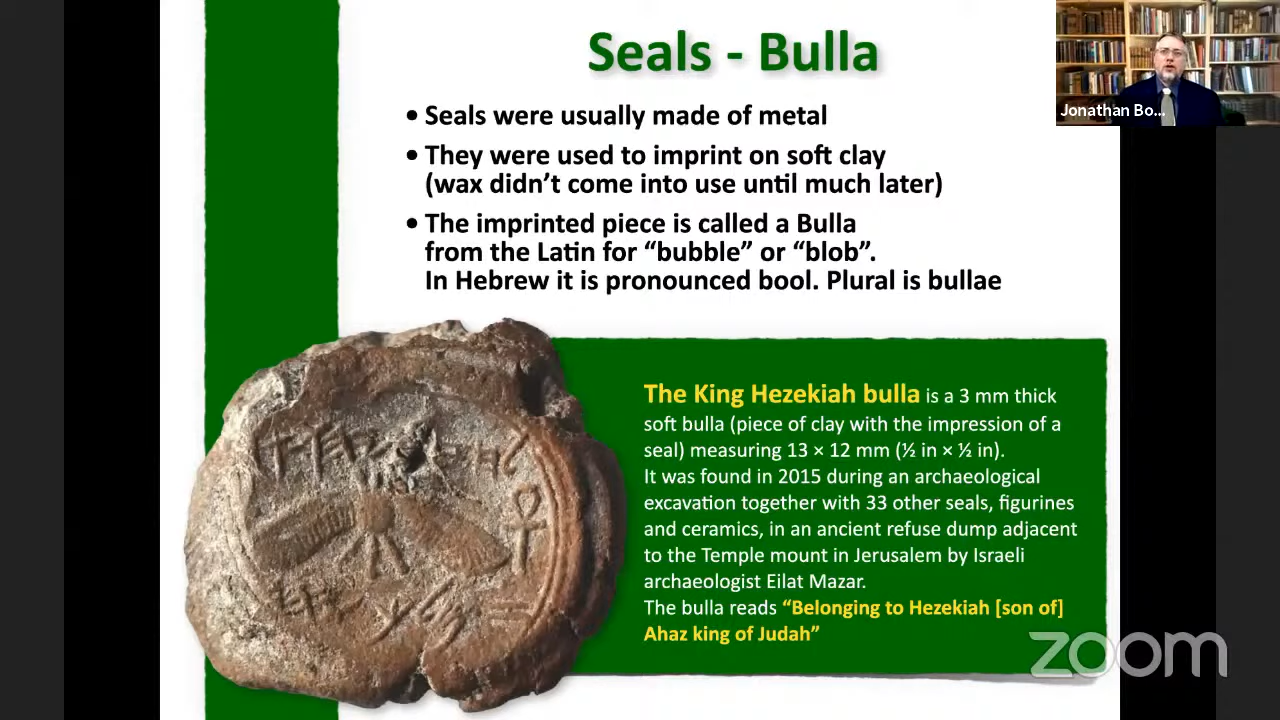 Seals - Bulla
• Seals were usually made of metal
• They were used to imprint on soft clay
(wax didn’t come into use until much later)
• The imprinted piece is called a Bulla
from the Latin for “bubble” or “blob”.
In Hebrew it is pronounced bool. Plural is bullae
The King Hezekiah bulla is a 3 mm thick
soft bulla (piece of clay with the impression of a
seal) measuring 13 × 12 mm (½ in × ½ in).
It was found in 2015 during an archaeological
excavation together with 33 other seals, figurines
and ceramics, in an ancient refuse dump adjacent
to the Temple mount in Jerusalem by Israeli
archaeologist Eilat Mazar.
The bulla reads “Belonging to Hezekiah [son of]
Ahaz king of Judah”
Jonathan Bo...
zoom